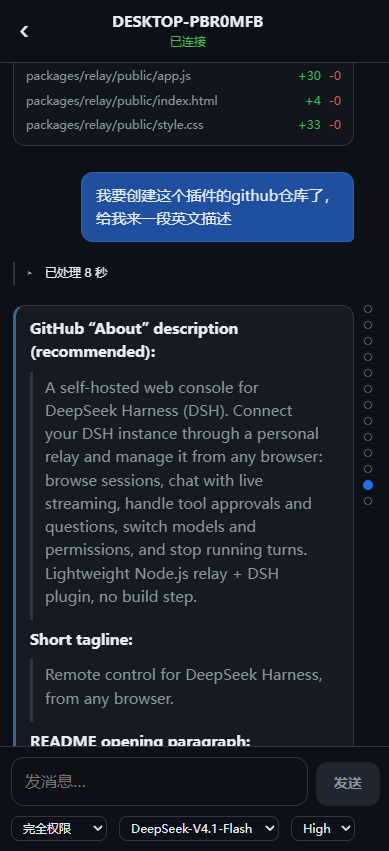 DESKTOP-PBR0MFB
已连接
packages/relay/public/app.js +30 -0
packages/relay/public/index.html +4 -0
packages/relay/public/style.css +33 -0
我要创建这个插件的github仓库了，
给我来一段英文描述
已处理 8 秒
GitHub “About” description
(recommended):
A self-hosted web console for
DeepSeek Harness (DSH). Connect
your DSH instance through a personal
relay and manage it from any browser:
browse sessions, chat with live
streaming, handle tool approvals and
questions, switch models and
permissions, and stop running turns.
Lightweight Node.js relay + DSH
plugin, no build step.
Short tagline:
Remote control for DeepSeek Harness,
from any browser.
README opening paragraph:
发消息...
发送
完全权限
DeepSeek-V4.1-Flash
High